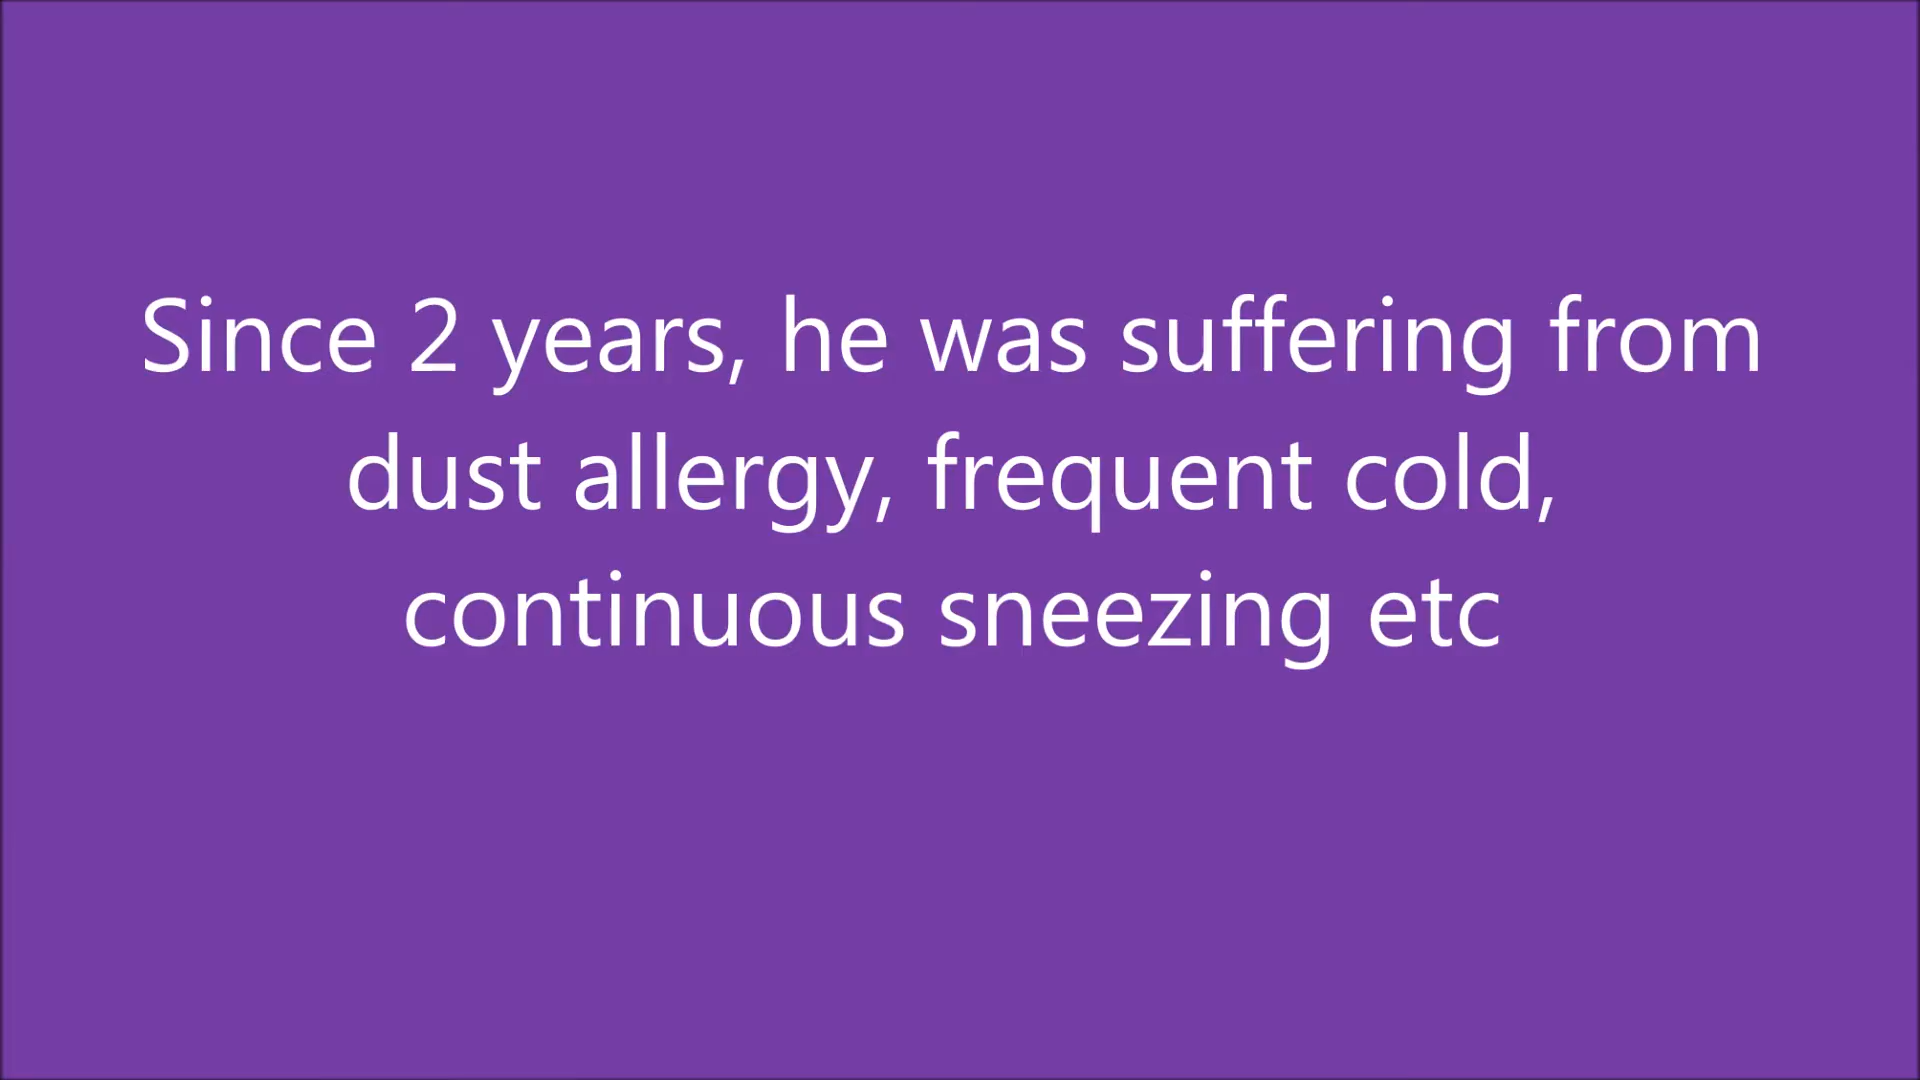 Since 2 years, he was suffering from
dust allergy, frequent cold,
continuous sneezing etc